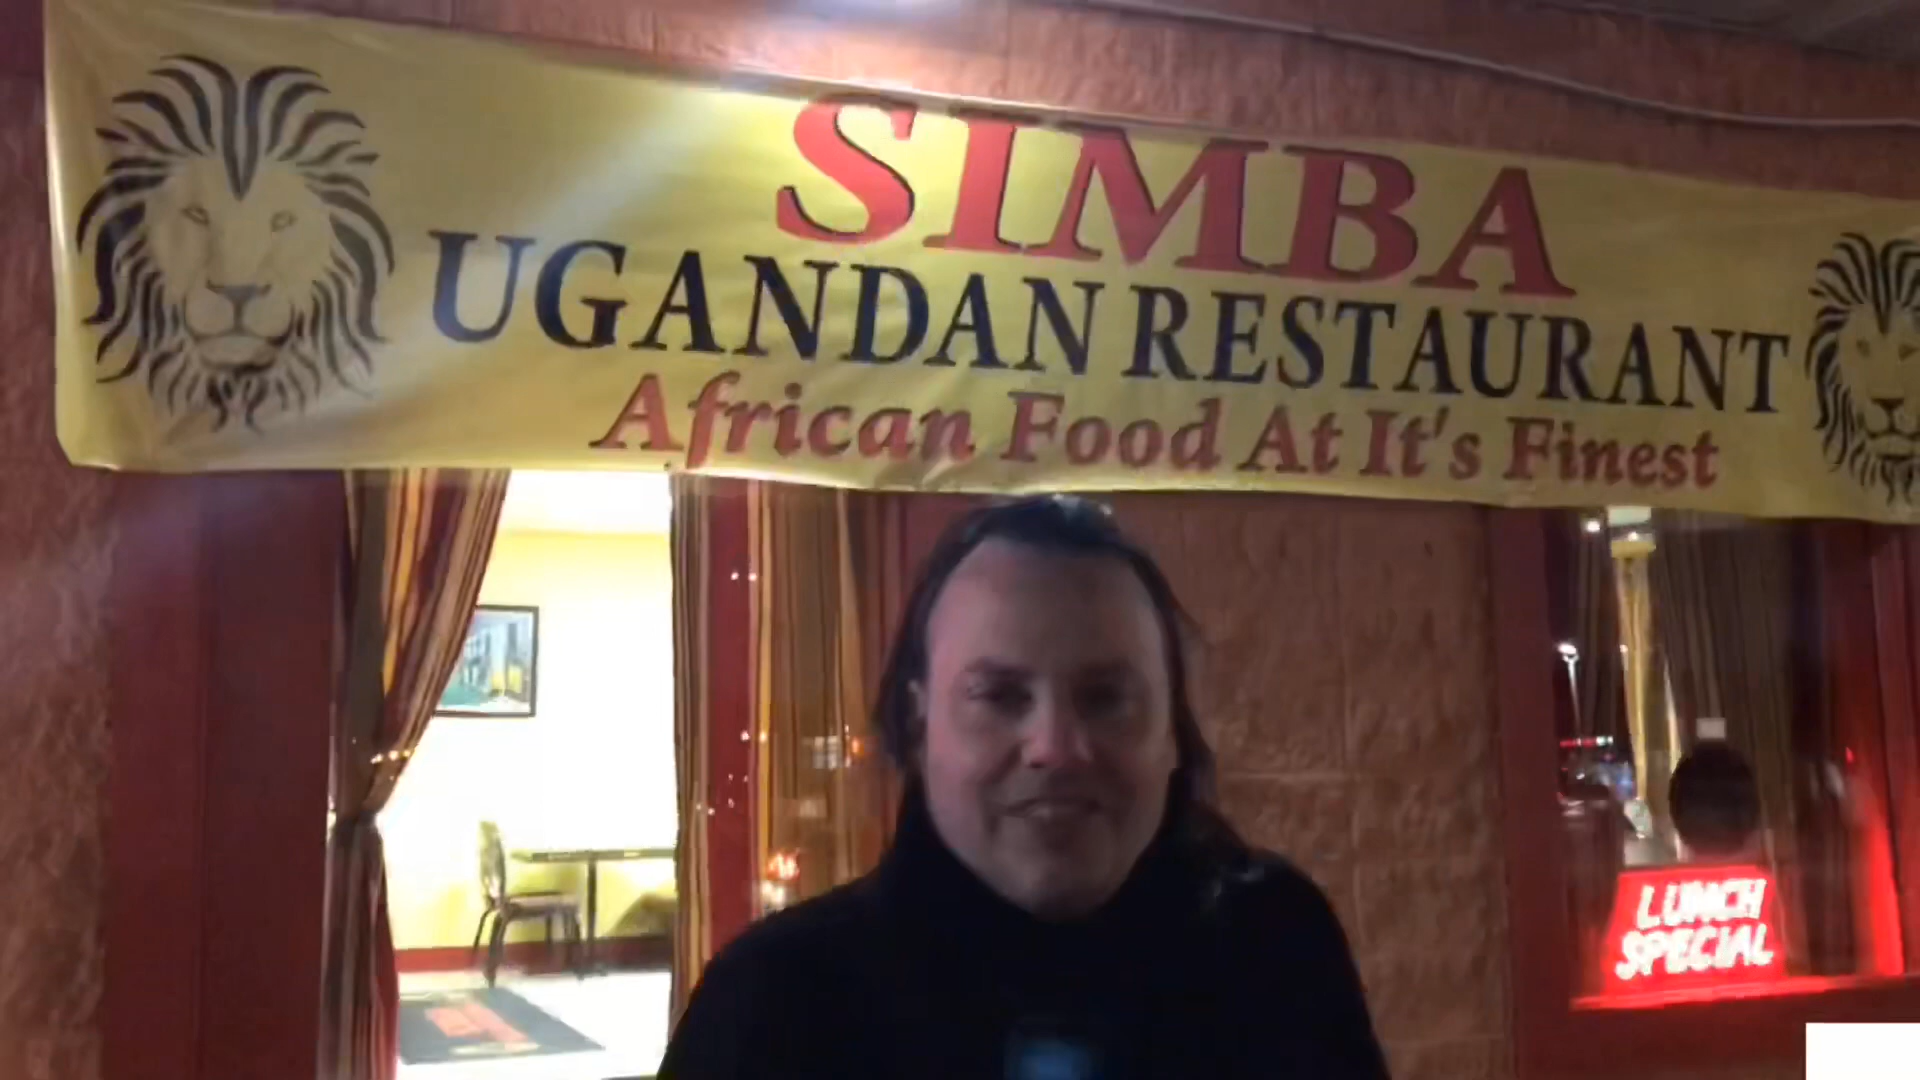 SIMBA
UGANDAN RESTAURANT
African Food At It's Finest
LUNCH
SPECIAL